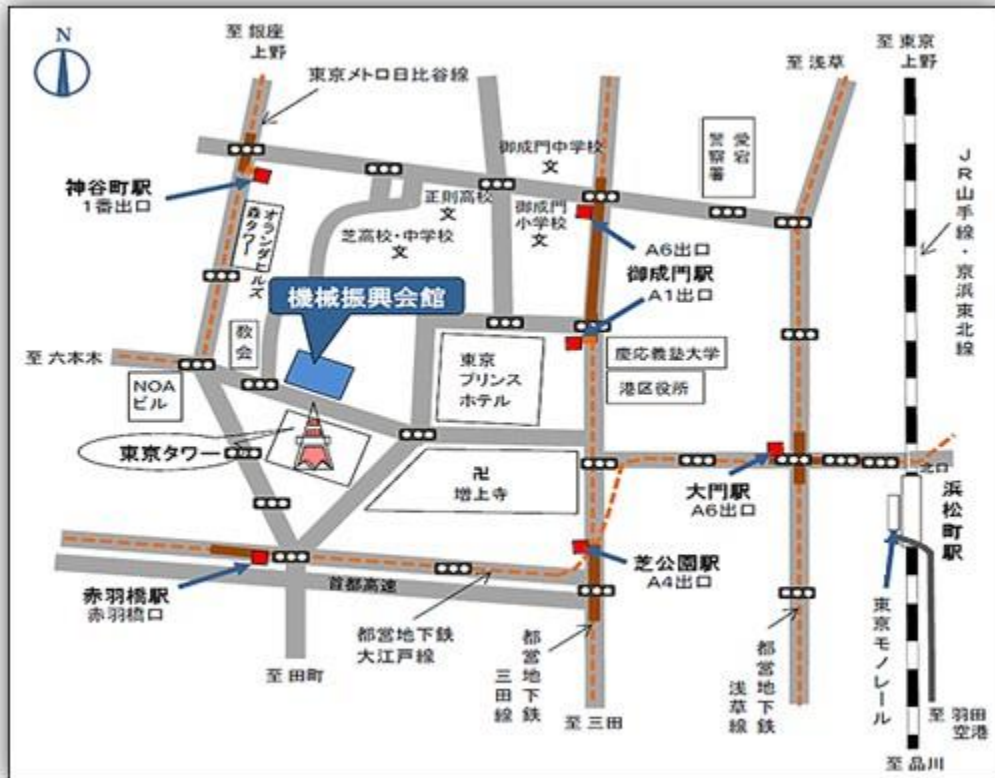 N
至 銀座
上野
東京メトロ日比谷線
至 浅草
至 東京
上野
御成門中学校
文
愛宕
警察署
JR山手線・京浜東北線
神谷町駅
1番出口
正則高校
文
御成門
小学校
文
芝高校・中学校
文
オランダヒルズ
森タワー
A6出口
御成門駅
A1出口
機械振興会館
教会
至 六本木
NOA
ビル
東京
プリンス
ホテル
慶応義塾大学
港区役所
東京タワー
卍
増上寺
大門駅
A6出口
北口
浜松町駅
芝公園駅
A4出口
赤羽橋駅
赤羽橋口
首都高速
都営地下鉄
大江戸線
都営地下鉄
三田線
都営地下鉄
浅草線
東京モノレール
至 田町
至 三田
至 羽田
空港
至 品川